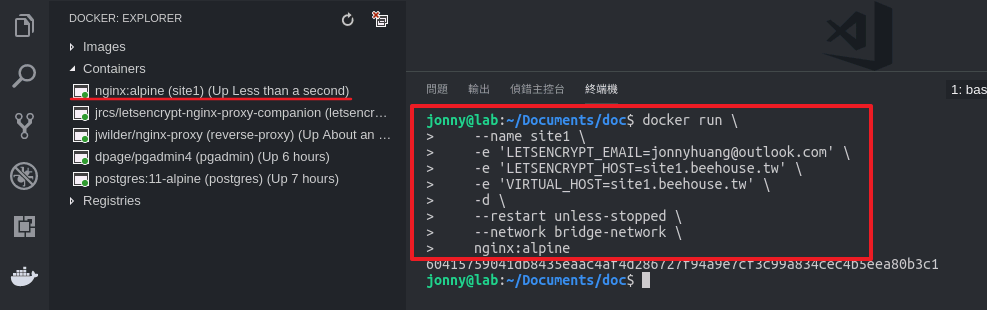 DOCKER: EXPLORER
Images
Containers
nginx:alpine (site1) (Up Less than a second)
jrcs/letsencrypt-nginx-proxy-companion (letsencr…
jwilder/nginx-proxy (reverse-proxy) (Up About an …
dpage/pgadmin4 (pgadmin) (Up 6 hours)
postgres:11-alpine (postgres) (Up 7 hours)
Registries
問題 輸出 偵錯主控台 終端機 1: bas
jonny@lab:~/Documents/doc$ docker run \
> --name site1 \
> -e 'LETSENCRYPT_EMAIL=jonnyhuang@outlook.com' \
> -e 'LETSENCRYPT_HOST=site1.beehouse.tw' \
> -e 'VIRTUAL_HOST=site1.beehouse.tw' \
> -d \
> --restart unless-stopped \
> --network bridge-network \
> nginx:alpine
60415759041db8435eaac4af4d286727f94a9e7cf3c99a834cec4b5eea80b3c1
jonny@lab:~/Documents/doc$